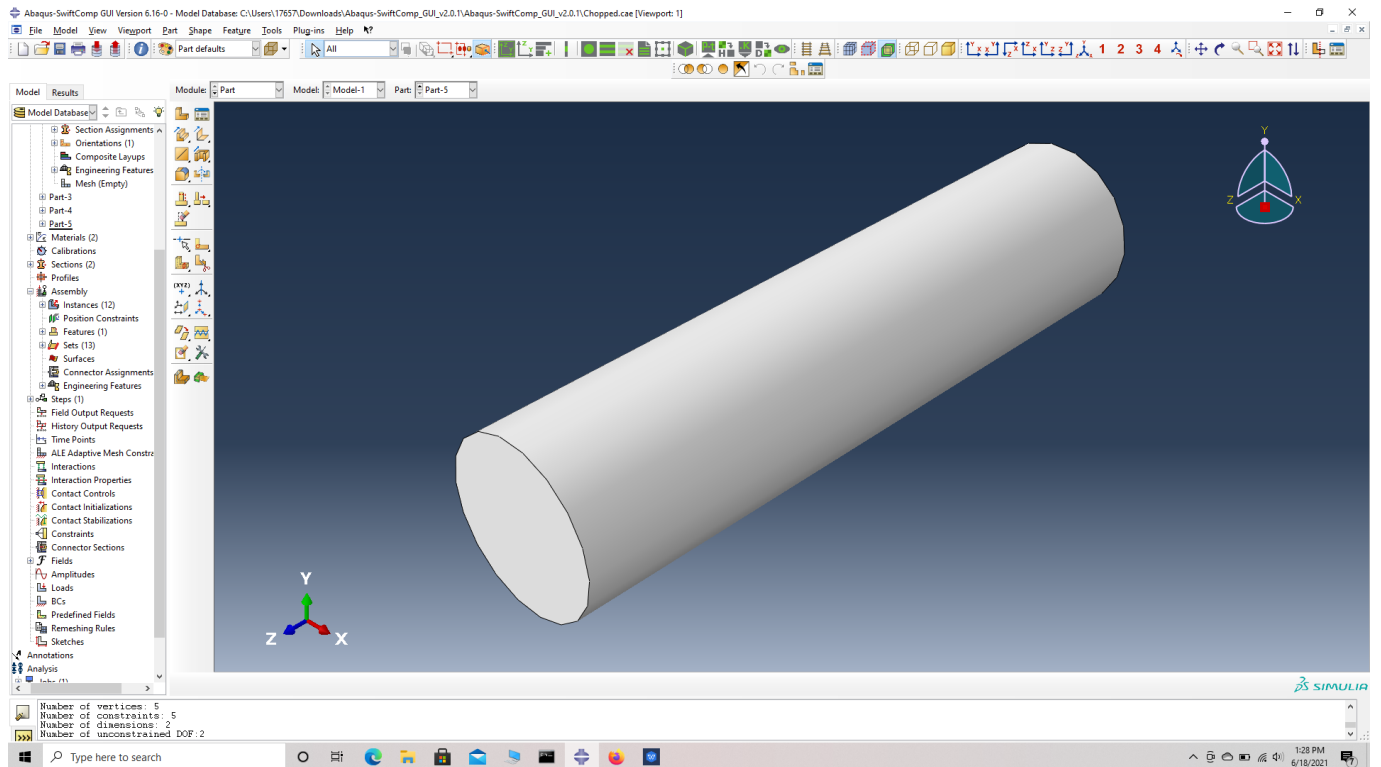 Abaqus-SwiftComp GUI Version 6.16-0 - Model Database: C:\Users\17657\Downloads\Abaqus-SwiftComp_GUI_v2.0.1\Abaqus-SwiftComp_GUI_v2.0.1\Chopped.cae [Viewport: 1]
File Model Viewport View Part Shape Feature Tools Plug-ins Help
Part defaults All 1 2 3 4
Model Results Module: Part Model: Model-1 Part: Part-5
Model Database
Section Assignments
Orientations (1)
Composite Layups
Engineering Features
Mesh (Empty)
Part-3
Part-4
Part-5
Materials (2)
Calibrations
Sections (2)
Profiles
Assembly
Instances (12)
Position Constraints
Features (1)
Sets (13)
Surfaces
Connector Assignments
Engineering Features
Steps (1)
Field Output Requests
History Output Requests
Time Points
ALE Adaptive Mesh Constra
Interactions
Interaction Properties
Contact Controls
Contact Initializations
Contact Stabilizations
Constraints
Connector Sections
Fields
Amplitudes
Loads
BCs
Predefined Fields
Remeshing Rules
Sketches
Annotations
Analysis
Jobs (1)
(XYZ)
Y
Z X
Y
Z X
SIMULIA
Number of vertices: 5
Number of constraints: 5
Number of dimensions: 2
Number of unconstrained DOF:2
Type here to search
1:28 PM
6/18/2021